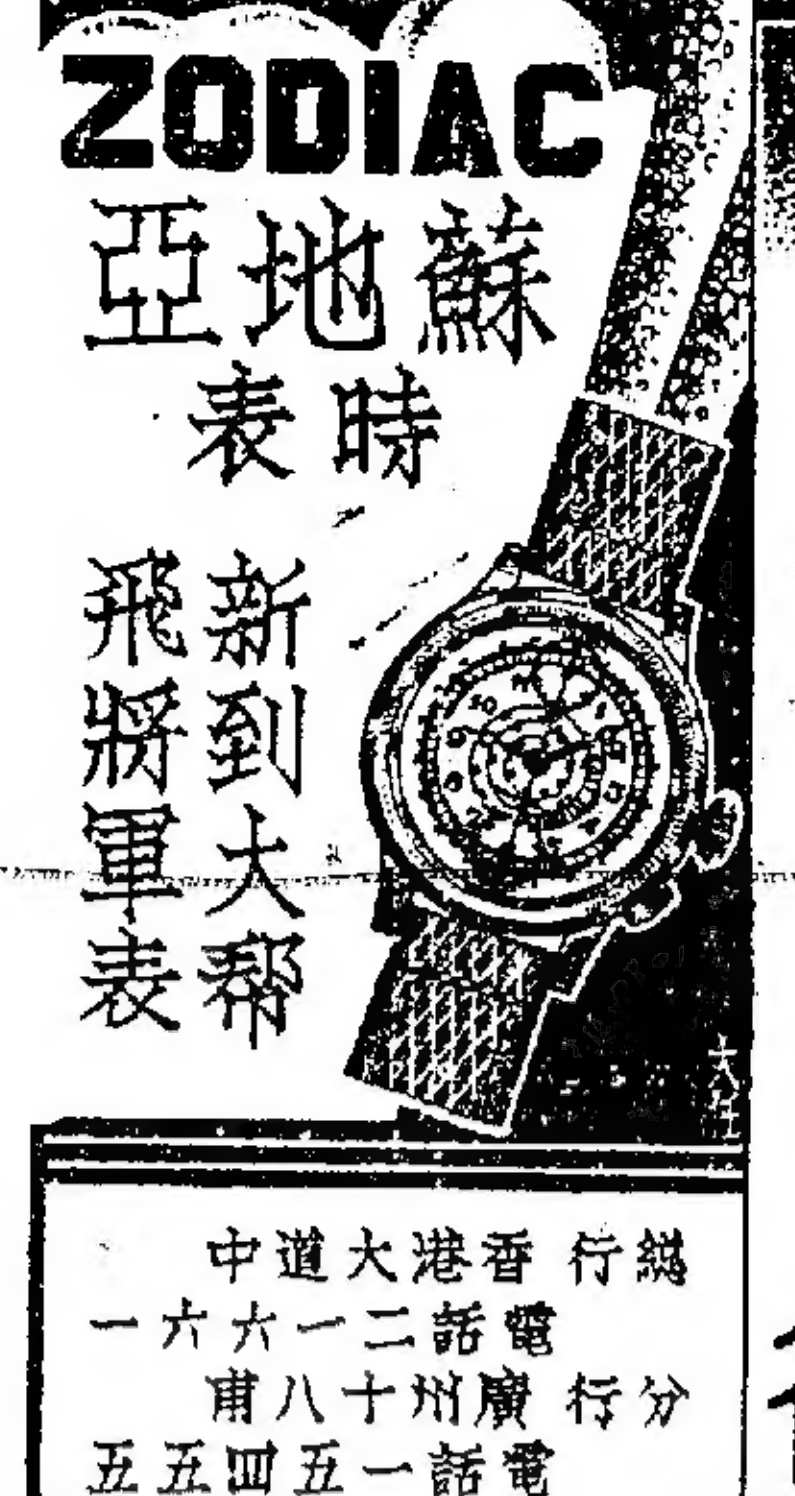 ZODIAC
蘇地亞
時表
新到大幫
飛將軍表
總行 香港大道中
電話二一六六一
分行 廣州十八甫
電話一五四五五